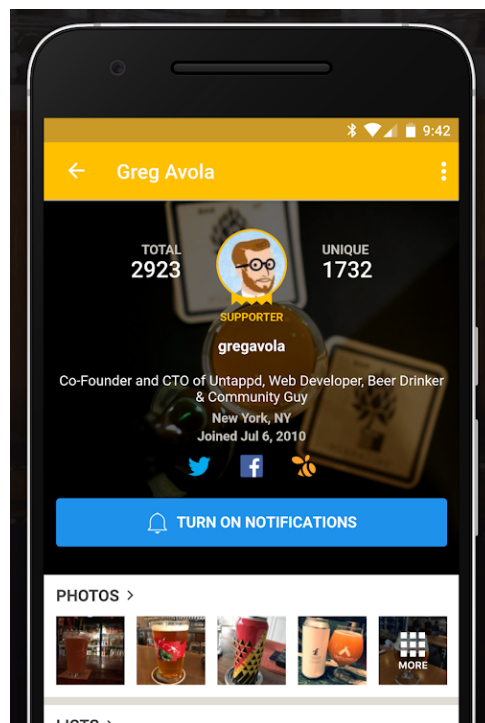 9:42
Greg Avola
TOTAL
2923
UNIQUE
1732
SUPPORTER
gregavola
Co-Founder and CTO of Untappd, Web Developer, Beer Drinker
& Community Guy
New York, NY
Joined Jul 6, 2010
TURN ON NOTIFICATIONS
PHOTOS >
MORE
LISTS >